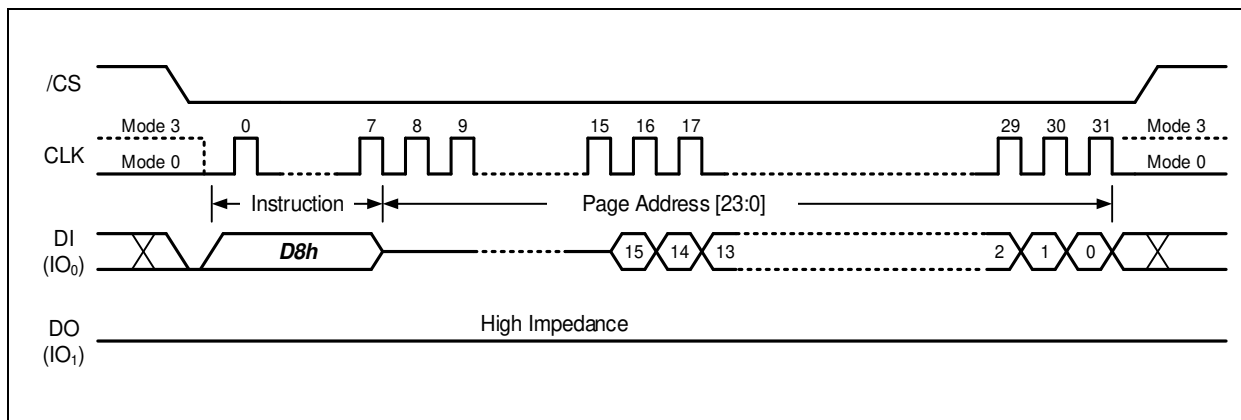 /CS
Mode 3 0 7 8 9 15 16 17 29 30 31 Mode 3
CLK
Mode 0 Mode 0
Instruction Page Address [23:0]
DI
(IO₀)
D8h 15 14 13 2 1 0
High Impedance
DO
(IO₁)